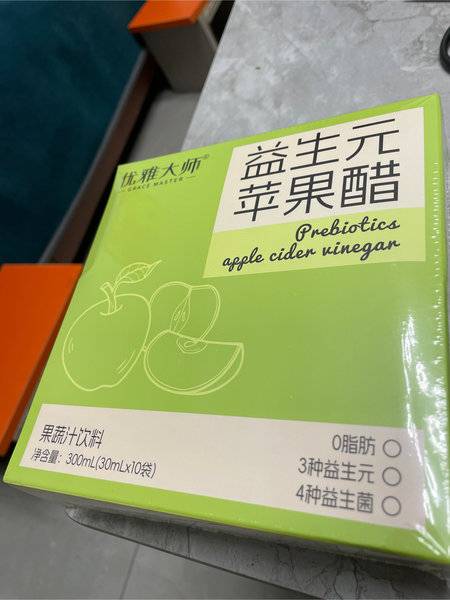 优雅大师®
GRACE MASTER
益生元
苹果醋
Prebiotics
apple cider vinegar
果蔬汁饮料
净含量：300mL(30mLx10袋)
0脂肪
3种益生元
4种益生菌